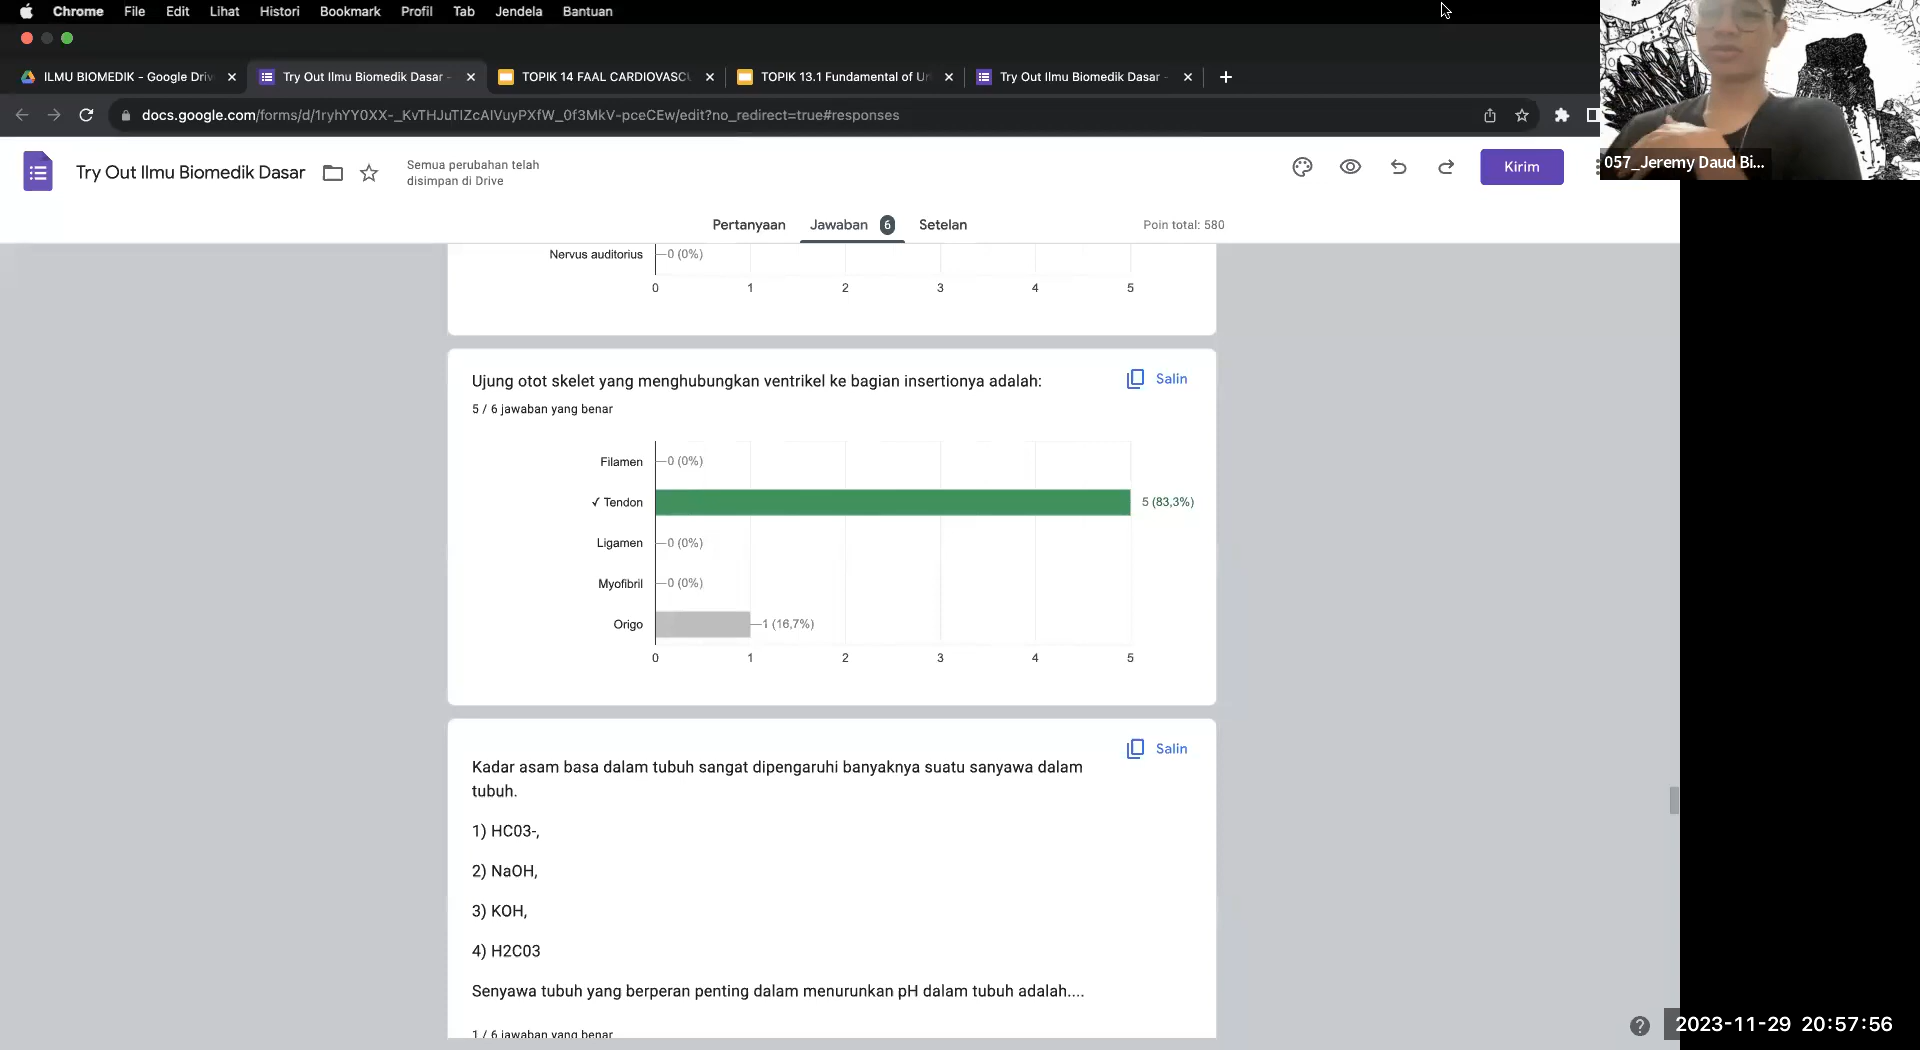 Chrome File Edit Lihat Histori Bookmark Profil Tab Jendela Bantuan
ILMU BIOMEDIK - Google Driv
Try Out Ilmu Biomedik Dasar -
TOPIK 14 FAAL CARDIOVASCU
TOPIK 13.1 Fundamental of Ur
Try Out Ilmu Biomedik Dasar -
docs.google.com/forms/d/1ryhYY0XX-_KvTHJuTIZcAlVuyPXfW_0f3MkV-pceCEw/edit?no_redirect=true#responses
057_Jeremy Daud Bi...
Try Out Ilmu Biomedik Dasar
Semua perubahan telah
disimpan di Drive
Kirim
Pertanyaan Jawaban 6 Setelan
Poin total: 580
Nervus auditorius 0 (0%)
0 1 2 3 4 5
Ujung otot skelet yang menghubungkan ventrikel ke bagian insertionya adalah:
Salin
5 / 6 jawaban yang benar
Filamen 0 (0%)
✓ Tendon 5 (83,3%)
Ligamen 0 (0%)
Myofibril 0 (0%)
Origo 1 (16,7%)
0 1 2 3 4 5
Salin
Kadar asam basa dalam tubuh sangat dipengaruhi banyaknya suatu sanyawa dalam
tubuh.
1) HC03-,
2) NaOH,
3) KOH,
4) H2C03
Senyawa tubuh yang berperan penting dalam menurunkan pH dalam tubuh adalah....
1 / 6 jawaban yang benar
2023-11-29 20:57:56